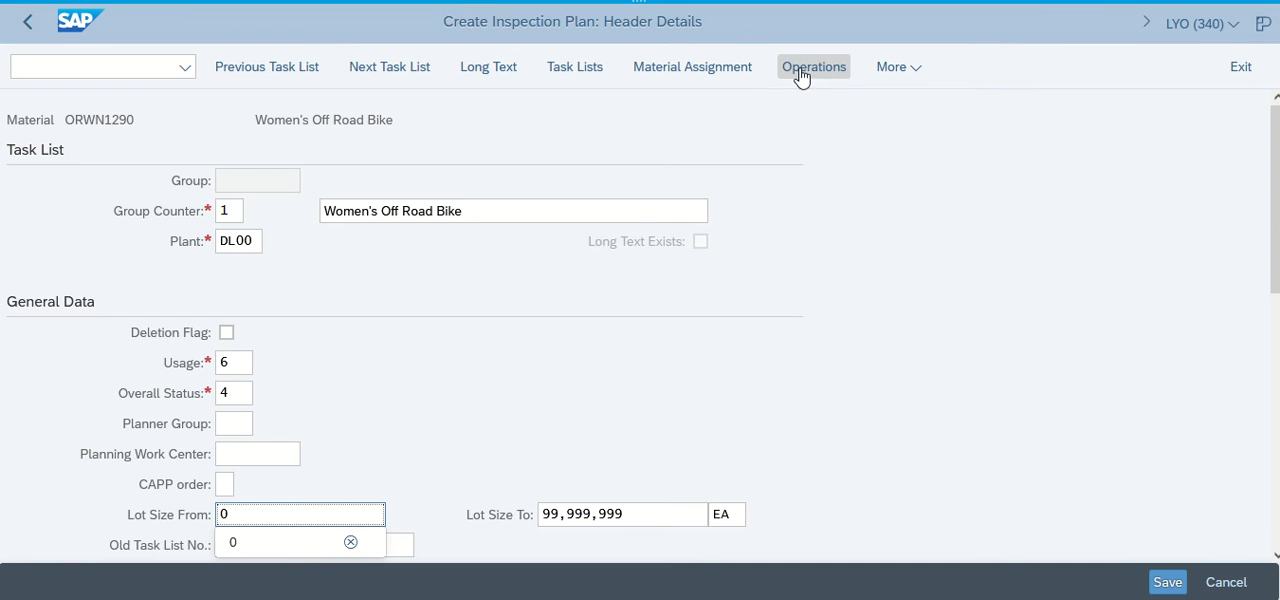 SAP Create Inspection Plan: Header Details LYO (340)
Previous Task List Next Task List Long Text Task Lists Material Assignment Operations More Exit
Material ORWN1290 Women's Off Road Bike
Task List
Group:
Group Counter:* 1 Women's Off Road Bike
Plant:* DL00 Long Text Exists:
General Data
Deletion Flag:
Usage:* 6
Overall Status:* 4
Planner Group:
Planning Work Center:
CAPP order:
Lot Size From: 0 Lot Size To: 99,999,999 EA
Old Task List No.: 0
Save Cancel